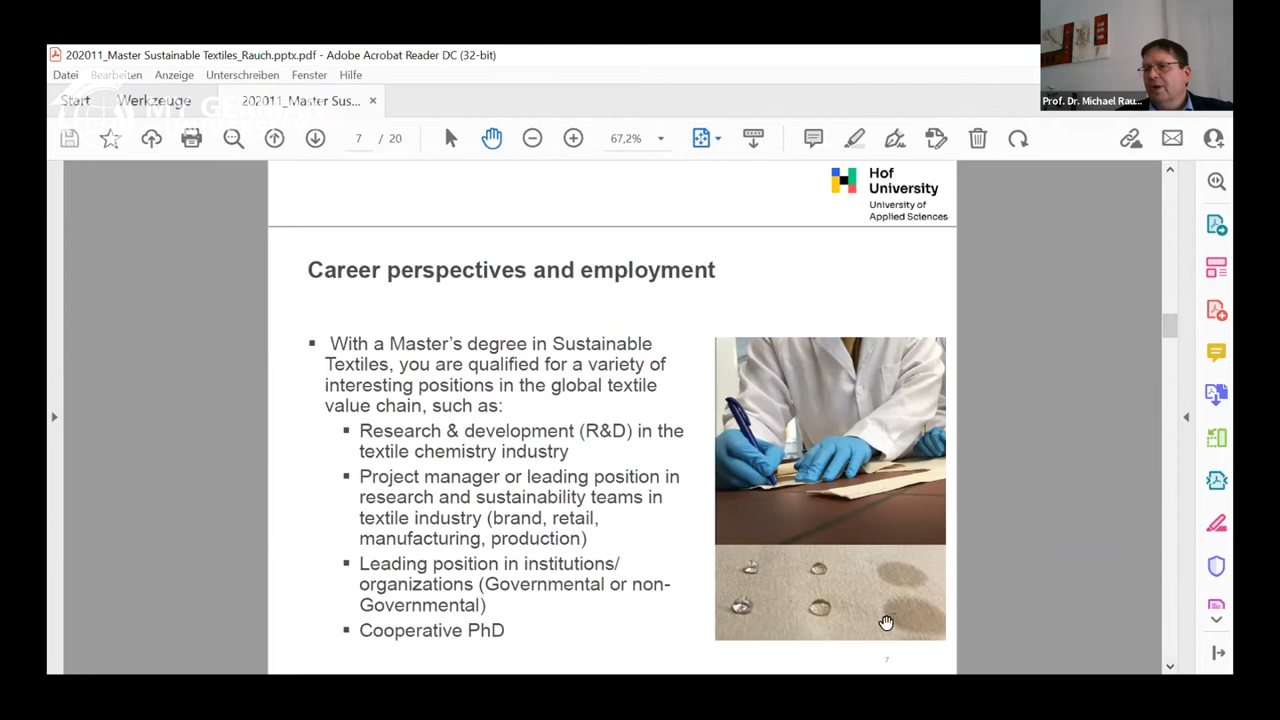 202011_Master Sustainable Textiles_Rauch.pptx.pdf - Adobe Acrobat Reader DC (32-bit)
Datei Bearbeiten Anzeige Unterschreiben Fenster Hilfe
Start Werkzeuge 202011_Master Sus... ×
7 / 20 67,2%
Prof. Dr. Michael Rau...
Hof
University
University of
Applied Sciences
Career perspectives and employment
▪ With a Master’s degree in Sustainable
Textiles, you are qualified for a variety of
interesting positions in the global textile
value chain, such as:
▪ Research & development (R&D) in the
textile chemistry industry
▪ Project manager or leading position in
research and sustainability teams in
textile industry (brand, retail,
manufacturing, production)
▪ Leading position in institutions/
organizations (Governmental or non-
Governmental)
▪ Cooperative PhD
7